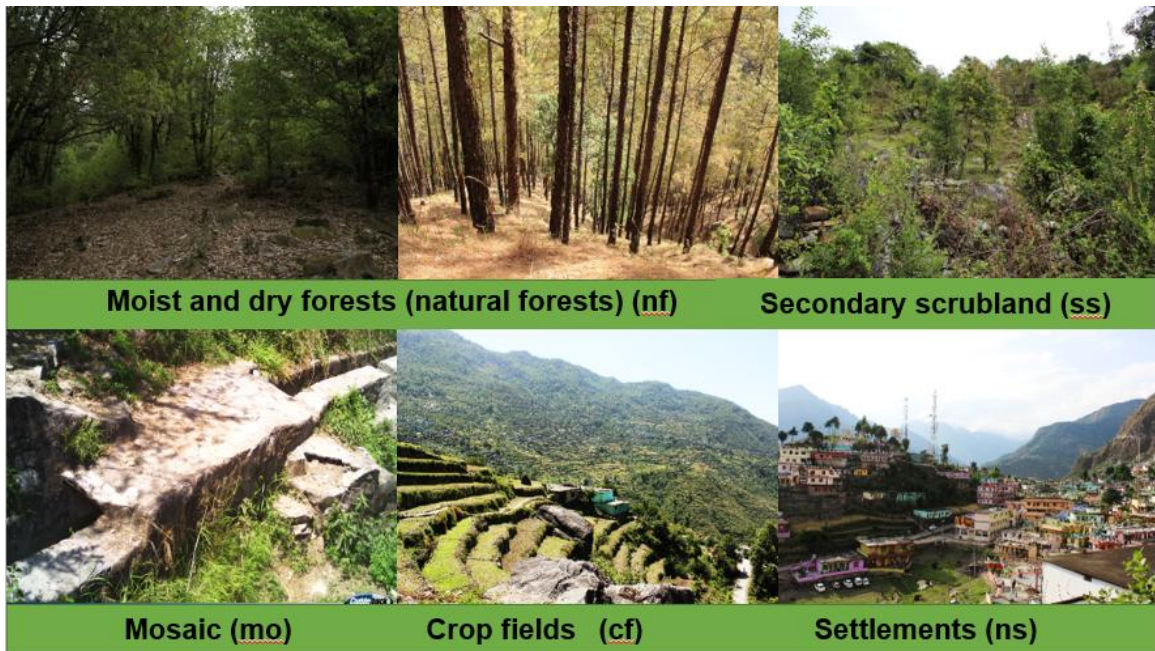 Moist and dry forests (natural forests) (nf)
Secondary scrubland (ss)
Mosaic (mo)
Crop fields (cf)
Settlements (ns)